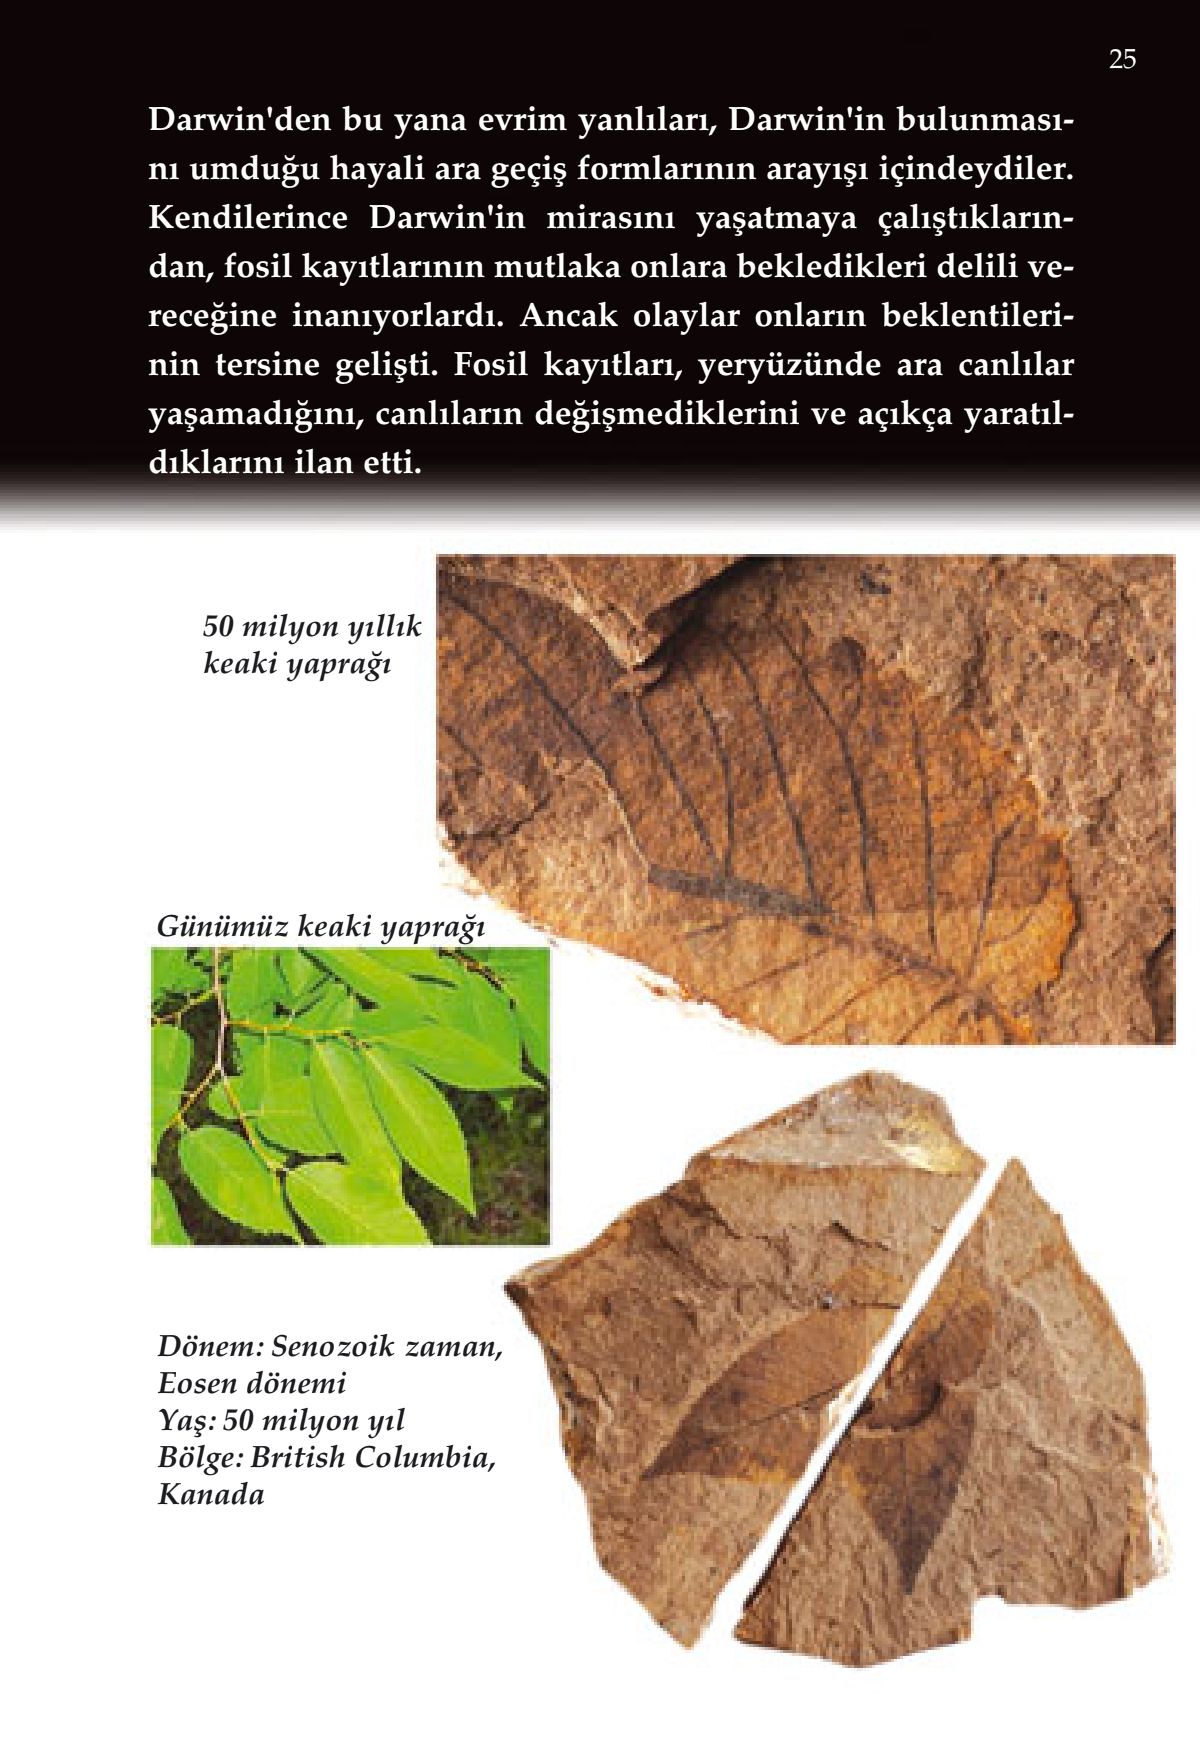 25
Darwin'den bu yana evrim yanlıları, Darwin'in bulunması-
nı umduğu hayali ara geçiş formlarının arayışı içindeydiler.
Kendilerince Darwin'in mirasını yaşatmaya çalıştıkların-
dan, fosil kayıtlarının mutlaka onlara bekledikleri delili ve-
receğine inanıyorlardı. Ancak olaylar onların beklentileri-
nin tersine gelişti. Fosil kayıtları, yeryüzünde ara canlılar
yaşamadığını, canlıların değişmediklerini ve açıkça yaratıl-
dıklarını ilan etti.
50 milyon yıllık
keaki yaprağı
Günümüz keaki yaprağı
Dönem: Senozoik zaman,
Eosen dönemi
Yaş: 50 milyon yıl
Bölge: British Columbia,
Kanada